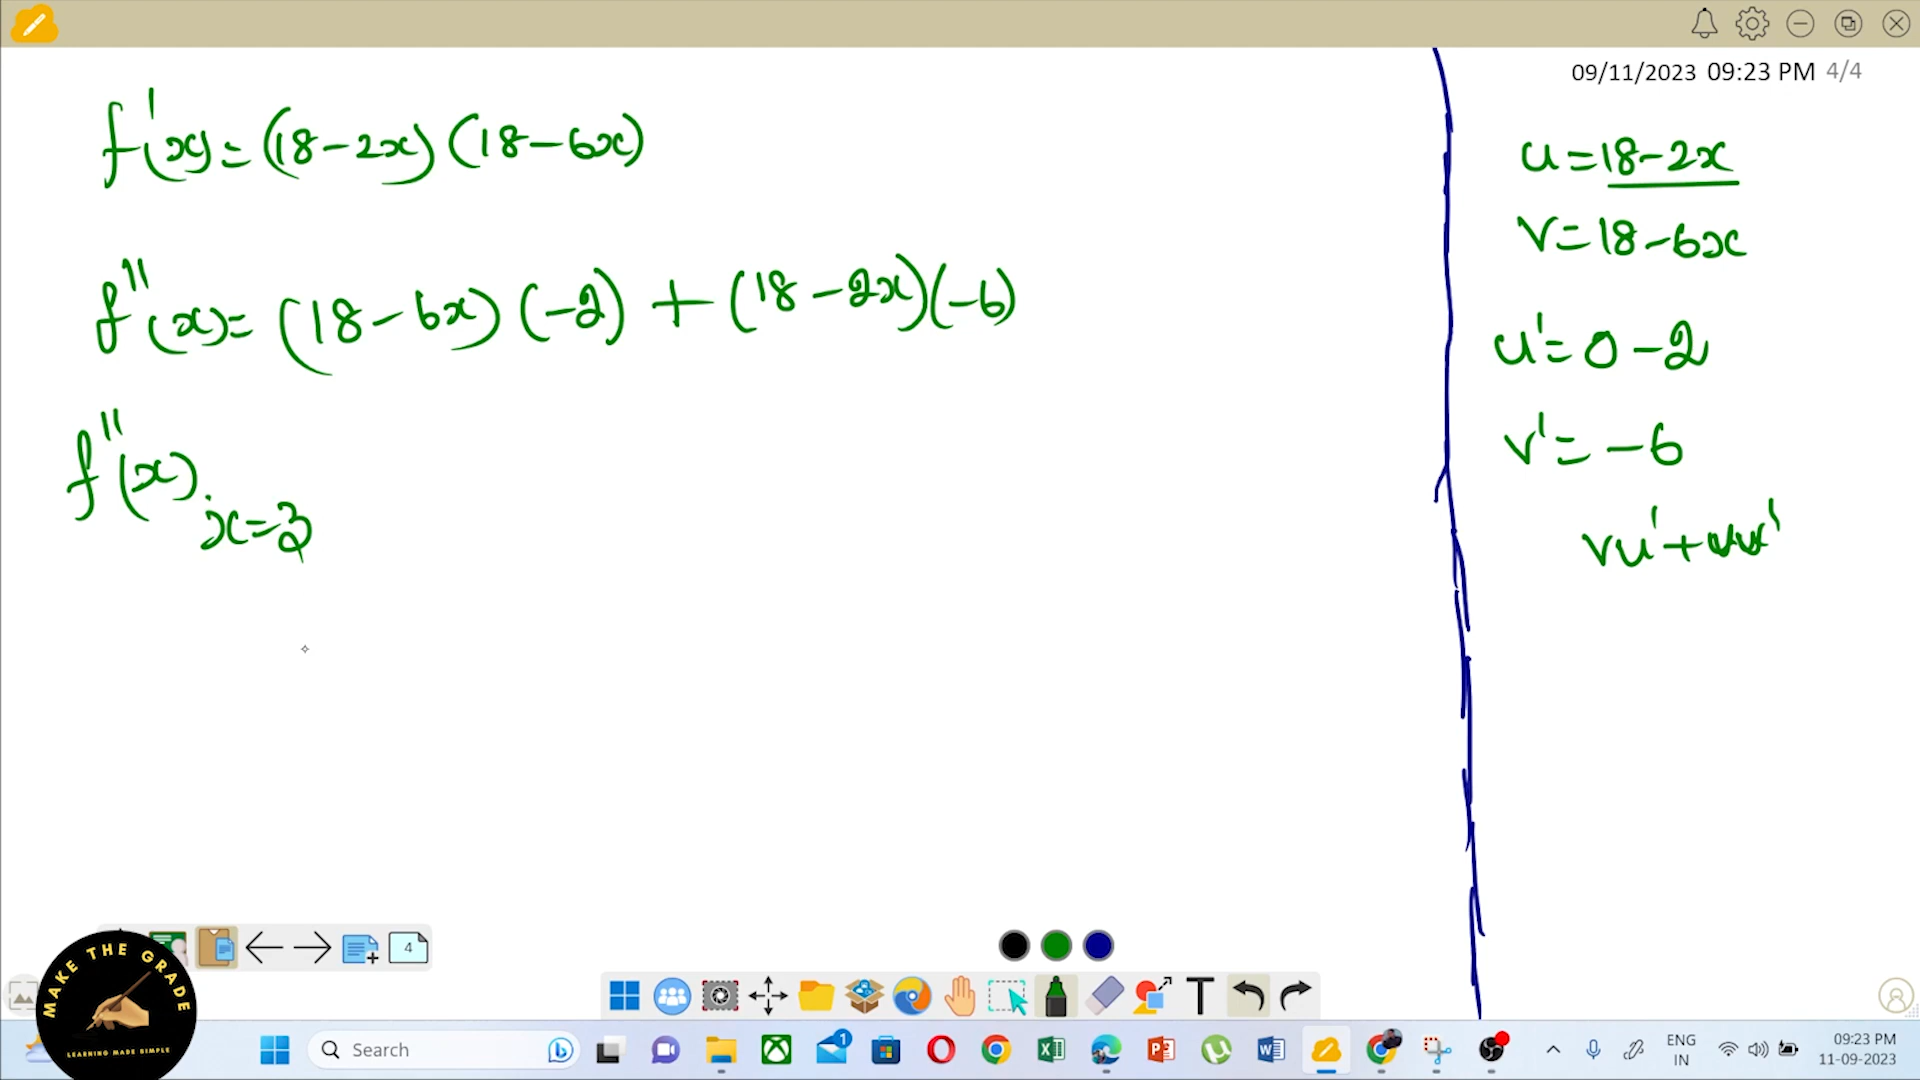 09/11/2023 09:23 PM 4/4
f'(x)=(18-2x)(18-6x)
f''(x)=(18-6x)(-2)+(18-2x)(-6)
f''(x)
x=3
u=18-2x
v=18-6x
u'=0-2
v'=-6
vu'+uv'
4
MAKE THE GRADE
LEARNING MADE SIMPLE
T
Search
1
ENG
IN
09:23 PM
11-09-2023